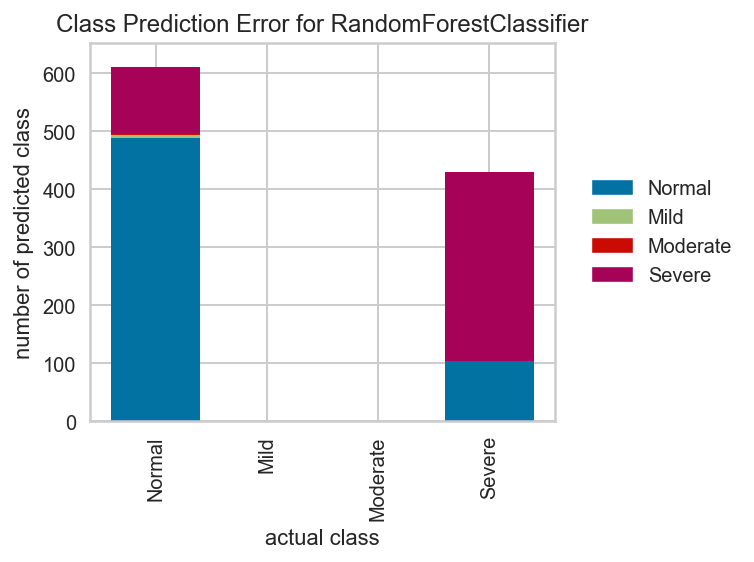 Class Prediction Error for RandomForestClassifier
number of predicted class
600
500
400
300
200
100
0
Normal
Mild
Moderate
Severe
actual class
Normal
Mild
Moderate
Severe